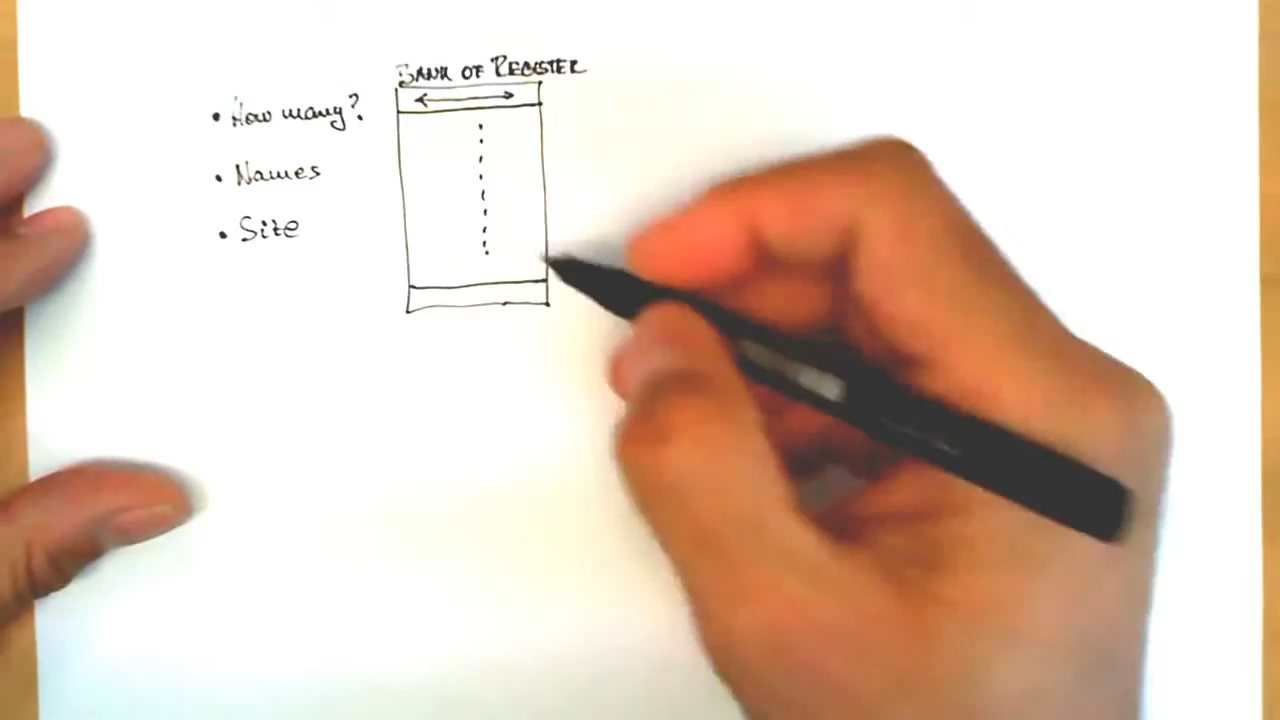 BANK OF REGISTER
• How many?
• Names
• Size